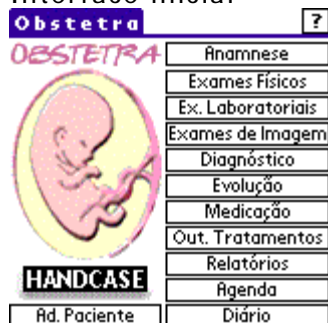 Interface Inicial
Obstetra ?
OBSTETRA
Anamnese
Exames Físicos
Ex. Laboratoriais
Exames de Imagem
Diagnóstico
Evolução
Medicação
Out. Tratamentos
Relatórios
Agenda
HANDCASE
Ad. Paciente
Diário